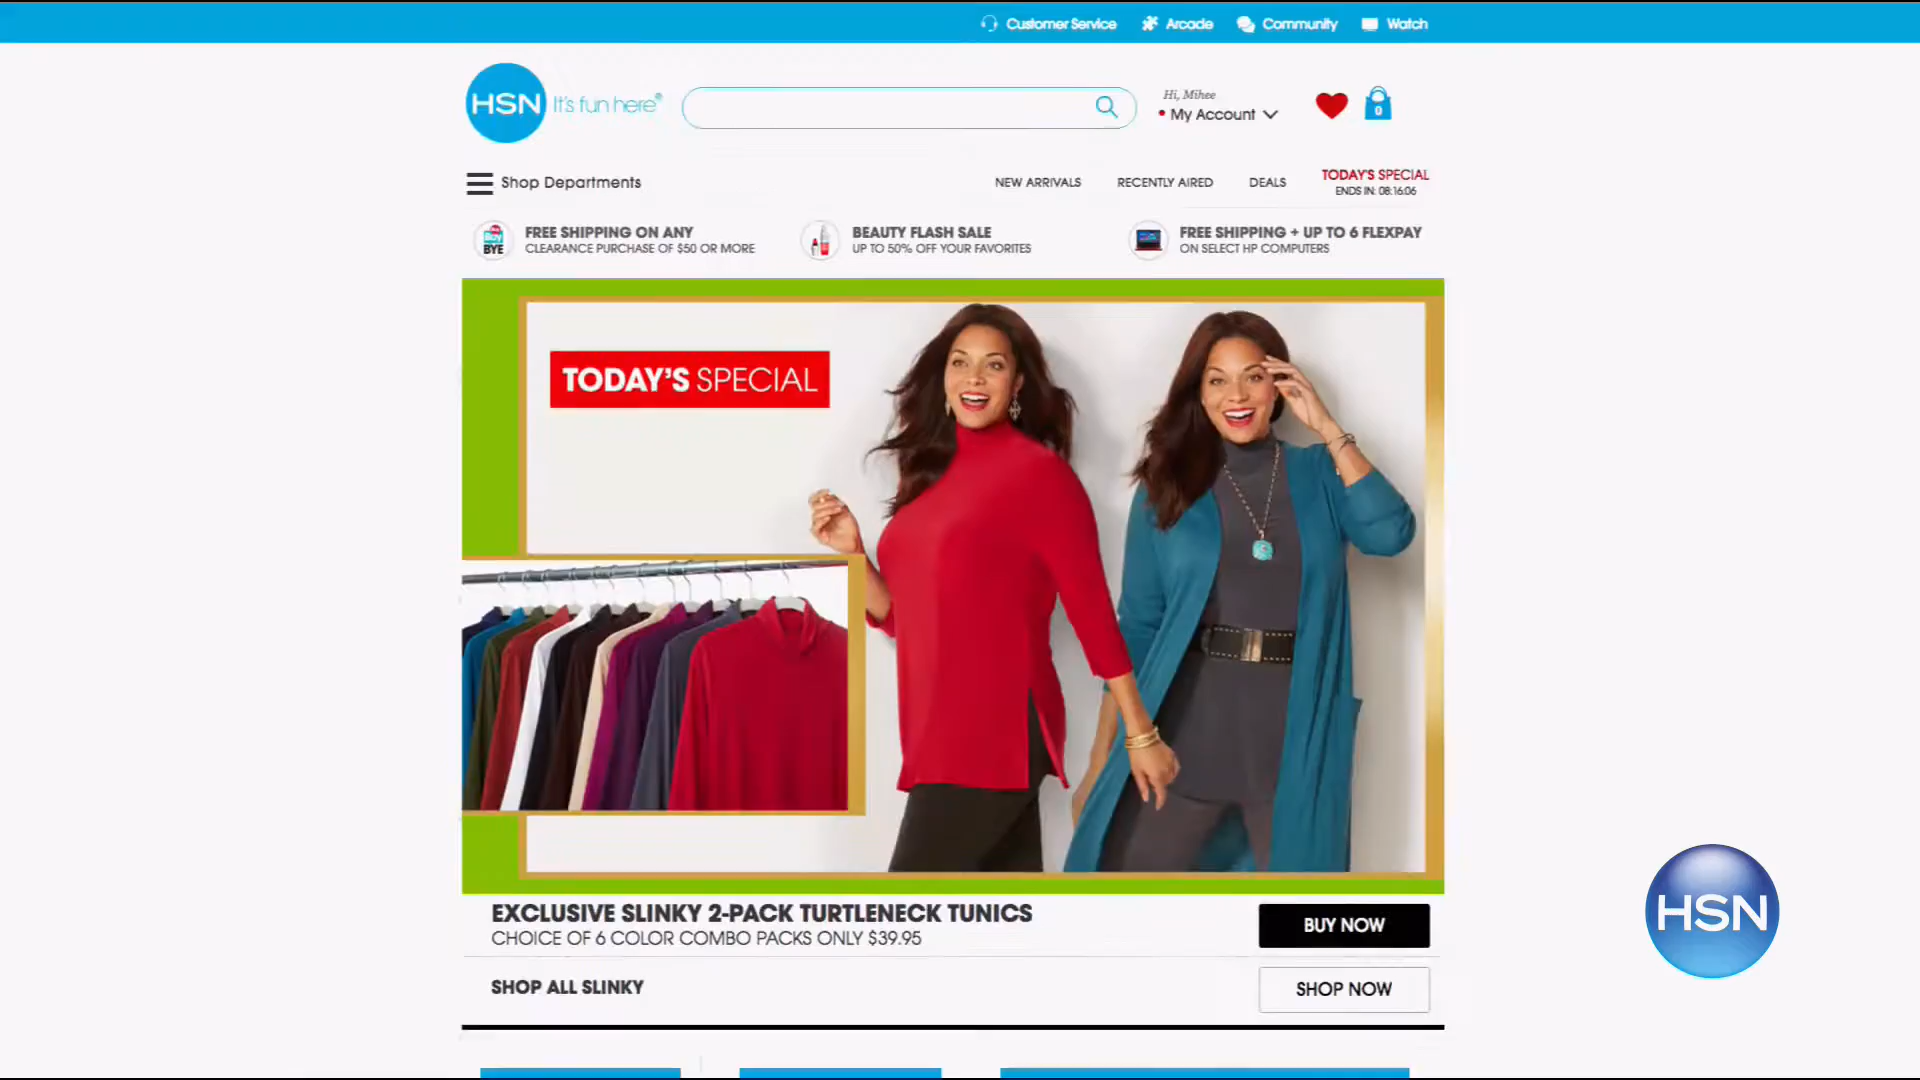 Customer Service
Arcade
Community
Watch
HSN It's fun here®
Hi, Mihee
My Account
0
Shop Departments
NEW ARRIVALS
RECENTLY AIRED
DEALS
TODAY'S SPECIAL
ENDS IN: 08:16:06
FREE SHIPPING ON ANY
CLEARANCE PURCHASE OF $50 OR MORE
BEAUTY FLASH SALE
UP TO 50% OFF YOUR FAVORITES
FREE SHIPPING + UP TO 6 FLEXPAY
ON SELECT HP COMPUTERS
BYE
TODAY'S SPECIAL
EXCLUSIVE SLINKY 2-PACK TURTLENECK TUNICS
CHOICE OF 6 COLOR COMBO PACKS ONLY $39.95
BUY NOW
SHOP ALL SLINKY
SHOP NOW
HSN